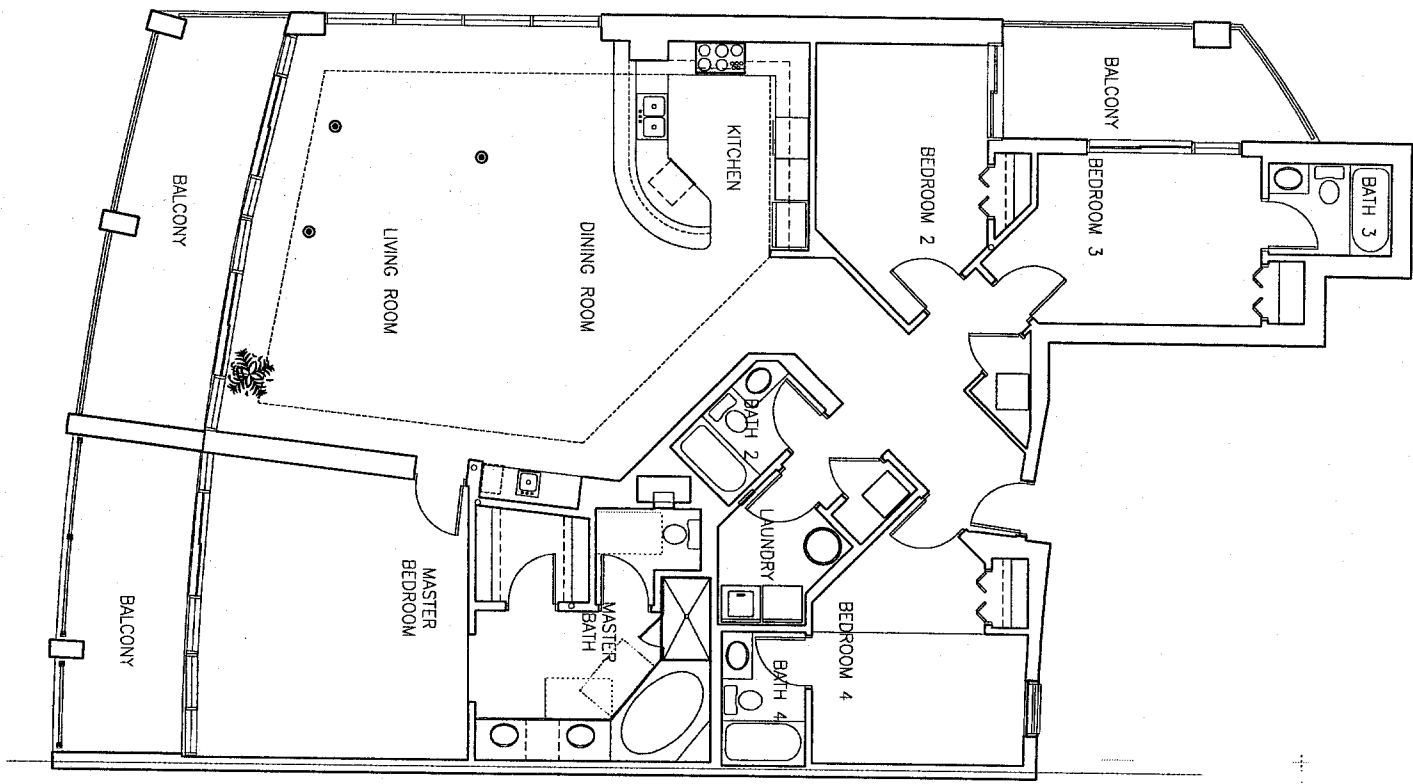 BALCONY
BALCONY
LIVING ROOM
DINING ROOM
KITCHEN
BEDROOM 2
BEDROOM 3
BATH 3
BALCONY
BATH 2
LAUNDRY
MASTER
BEDROOM
MASTER
BATH
BEDROOM 4
BATH 4